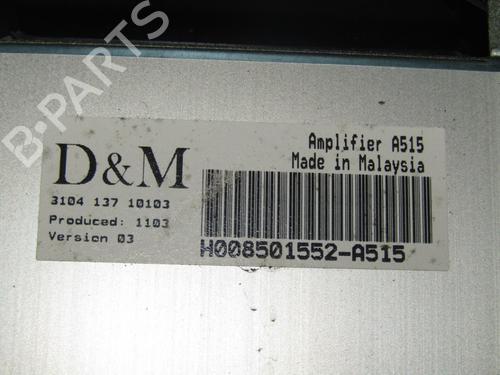 B-PARTS
D&M
Amplifier A515
Made in Malaysia
3104 137 10103
Produced: 1103
Version 03
H008501552-A515